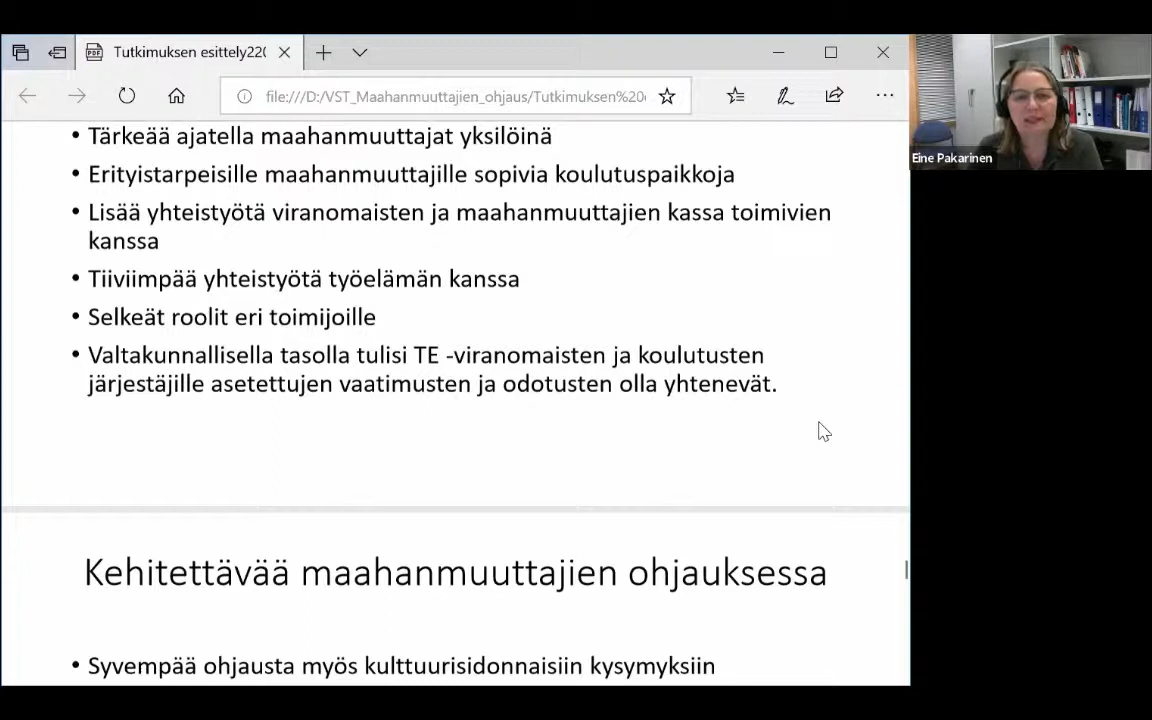 Tutkimuksen esittely220
file:///D:/VST_Maahanmuuttajien_ohjaus/Tutkimuksen%20
• Tärkeää ajatella maahanmuuttajat yksilöinä
• Erityistarpeisille maahanmuuttajille sopivia koulutuspaikkoja
• Lisää yhteistyötä viranomaisten ja maahanmuuttajien kassa toimivien
kanssa
• Tiiviimpää yhteistyötä työelämän kanssa
• Selkeät roolit eri toimijoille
• Valtakunnallisella tasolla tulisi TE -viranomaisten ja koulutusten
järjestäjille asetettujen vaatimusten ja odotusten olla yhtenevät.
Kehitettävää maahanmuuttajien ohjauksessa
• Syvempää ohjausta myös kulttuurisidonnaisiin kysymyksiin
Eine Pakarinen